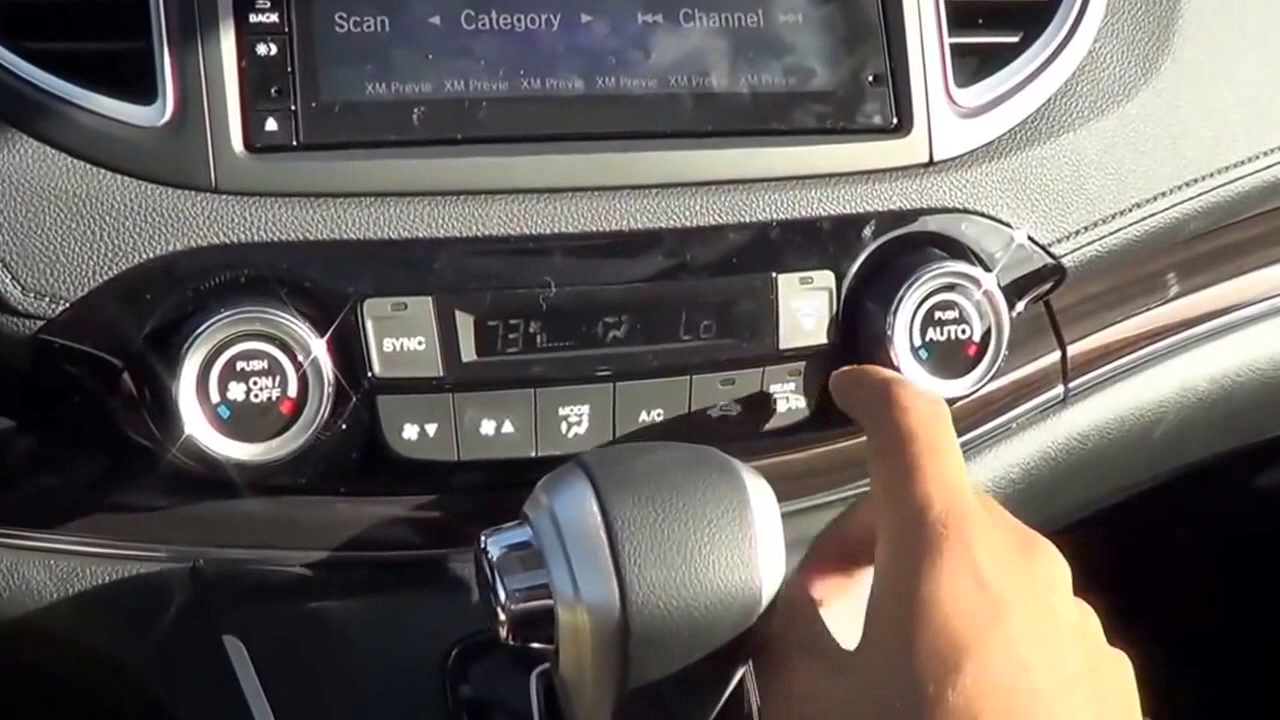 BACK
Scan Category Channel
XM Previe XM Previe XM Previe XM Previe XM Previe XM Previe
SYNC
73 Lo
PUSH
AUTO
PUSH
ON/
OFF
MODE
A/C
REAR